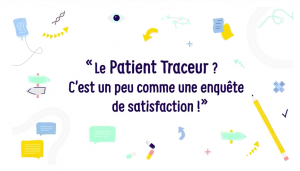 “Le Patient Traceur ?
C’est un peu comme une enquête
de satisfaction !”